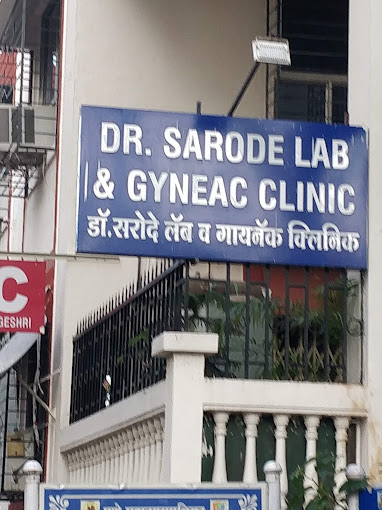 DR. SARODE LAB
& GYNEAC CLINIC
डॉ.सरोदे लॅब व गायनॅक क्लिनिक
C
GESHRI